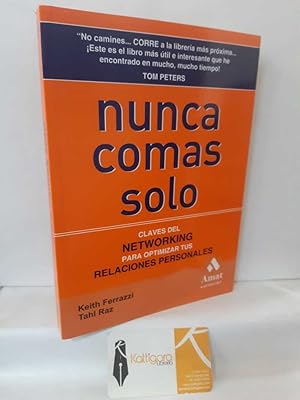 "No camines... CORRE a la librería más próxima...
¡Este es el libro más útil e interesante que he
encontrado en mucho, mucho tiempo!
TOM PETERS
nunca
comas
solo
CLAVES DEL
NETWORKING
PARA OPTIMIZAR TUS
RELACIONES PERSONALES
Keith Ferrazzi
Tahl Raz
Amat
Kattigara